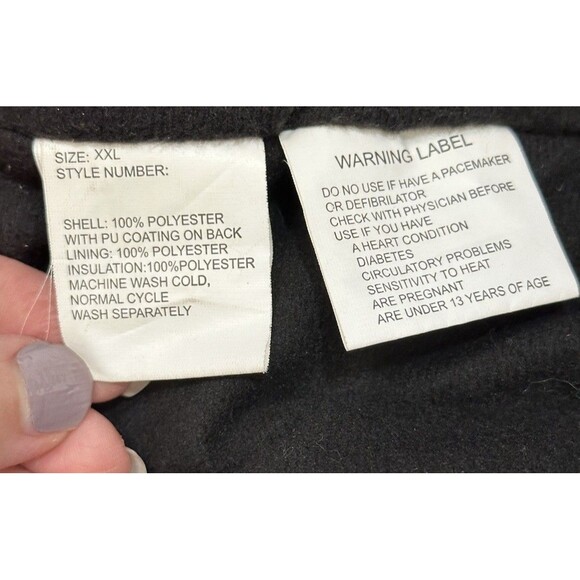 SIZE: XXL
STYLE NUMBER:
SHELL: 100% POLYESTER
WITH PU COATING ON BACK
LINING: 100% POLYESTER
INSULATION:100%POLYESTER
MACHINE WASH COLD,
NORMAL CYCLE
WASH SEPARATELY
WARNING LABEL
DO NO USE IF HAVE A PACEMAKER
OR DEFIBRILATOR
CHECK WITH PHYSICIAN BEFORE
USE IF YOU HAVE
A HEART CONDITION
DIABETES
CIRCULATORY PROBLEMS
SENSITIVITY TO HEAT
ARE PREGNANT
ARE UNDER 13 YEARS OF AGE